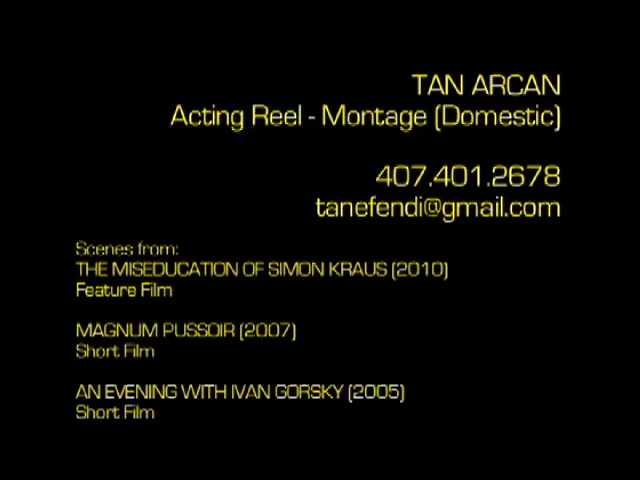 TAN ARCAN
Acting Reel - Montage (Domestic)
407.401.2678
tanefendi@gmail.com
Scenes from:
THE MISEDUCATION OF SIMON KRAUS (2010)
Feature Film
MAGNUM PUSSOIR (2007)
Short Film
AN EVENING WITH IVAN GORSKY (2005)
Short Film